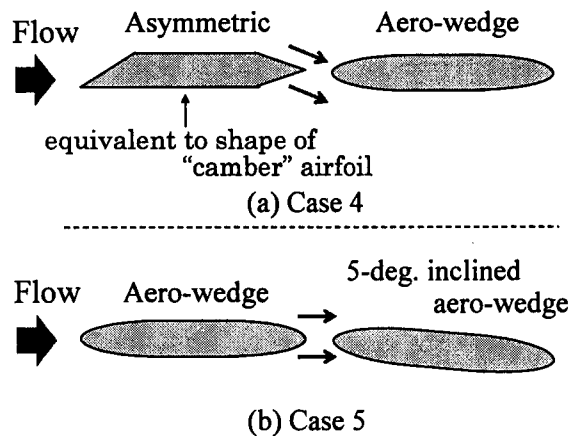 Flow
Asymmetric
Aero-wedge
equivalent to shape of
“camber” airfoil
(a) Case 4
Flow
Aero-wedge
5-deg. inclined
aero-wedge
(b) Case 5